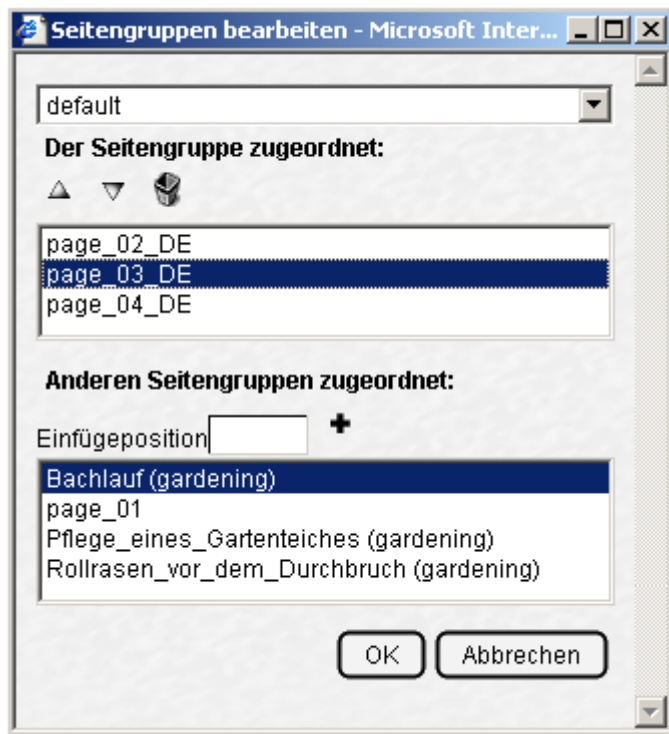 Seitengruppen bearbeiten - Microsoft Inter...
default
Der Seitengruppe zugeordnet:
page_02_DE
page_03_DE
page_04_DE
Anderen Seitengruppen zugeordnet:
Einfügeposition
Bachlauf (gardening)
page_01
Pflege_eines_Gartenteiches (gardening)
Rollrasen_vor_dem_Durchbruch (gardening)
OK Abbrechen